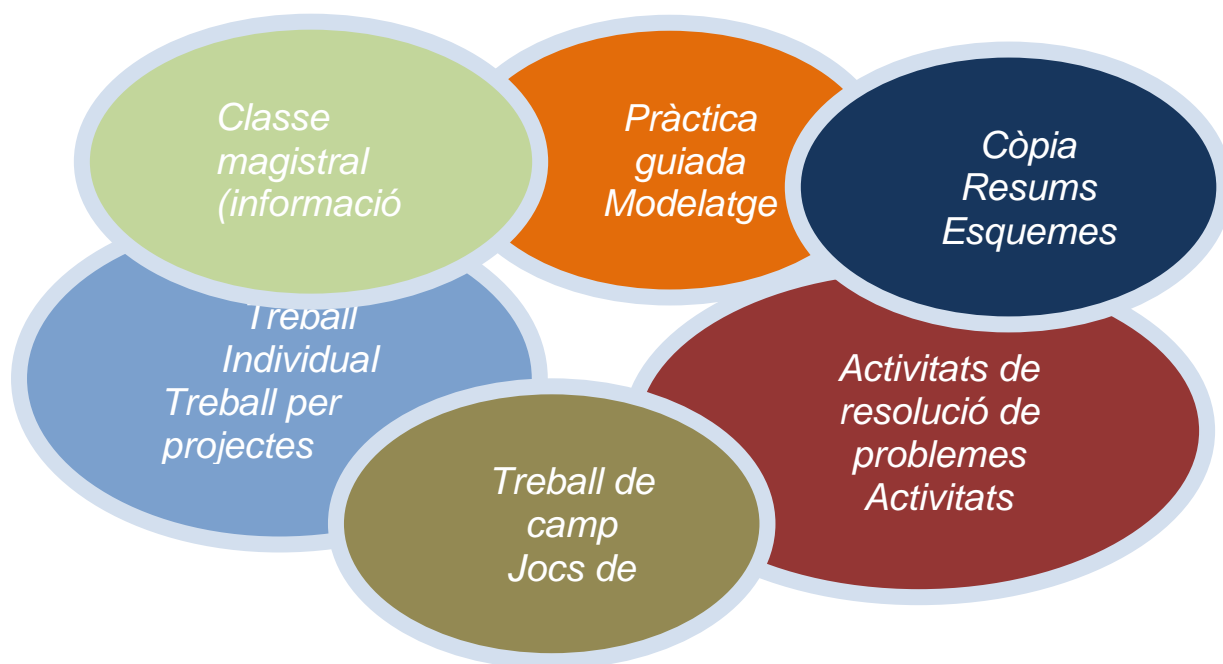 Classe
magistral
(informació
Pràctica
guiada
Modelatge
Còpia
Resums
Esquemes
Treball
Individual
Treball per
projectes
Treball de
camp
Jocs de
Activitats de
resolució de
problemes
Activitats